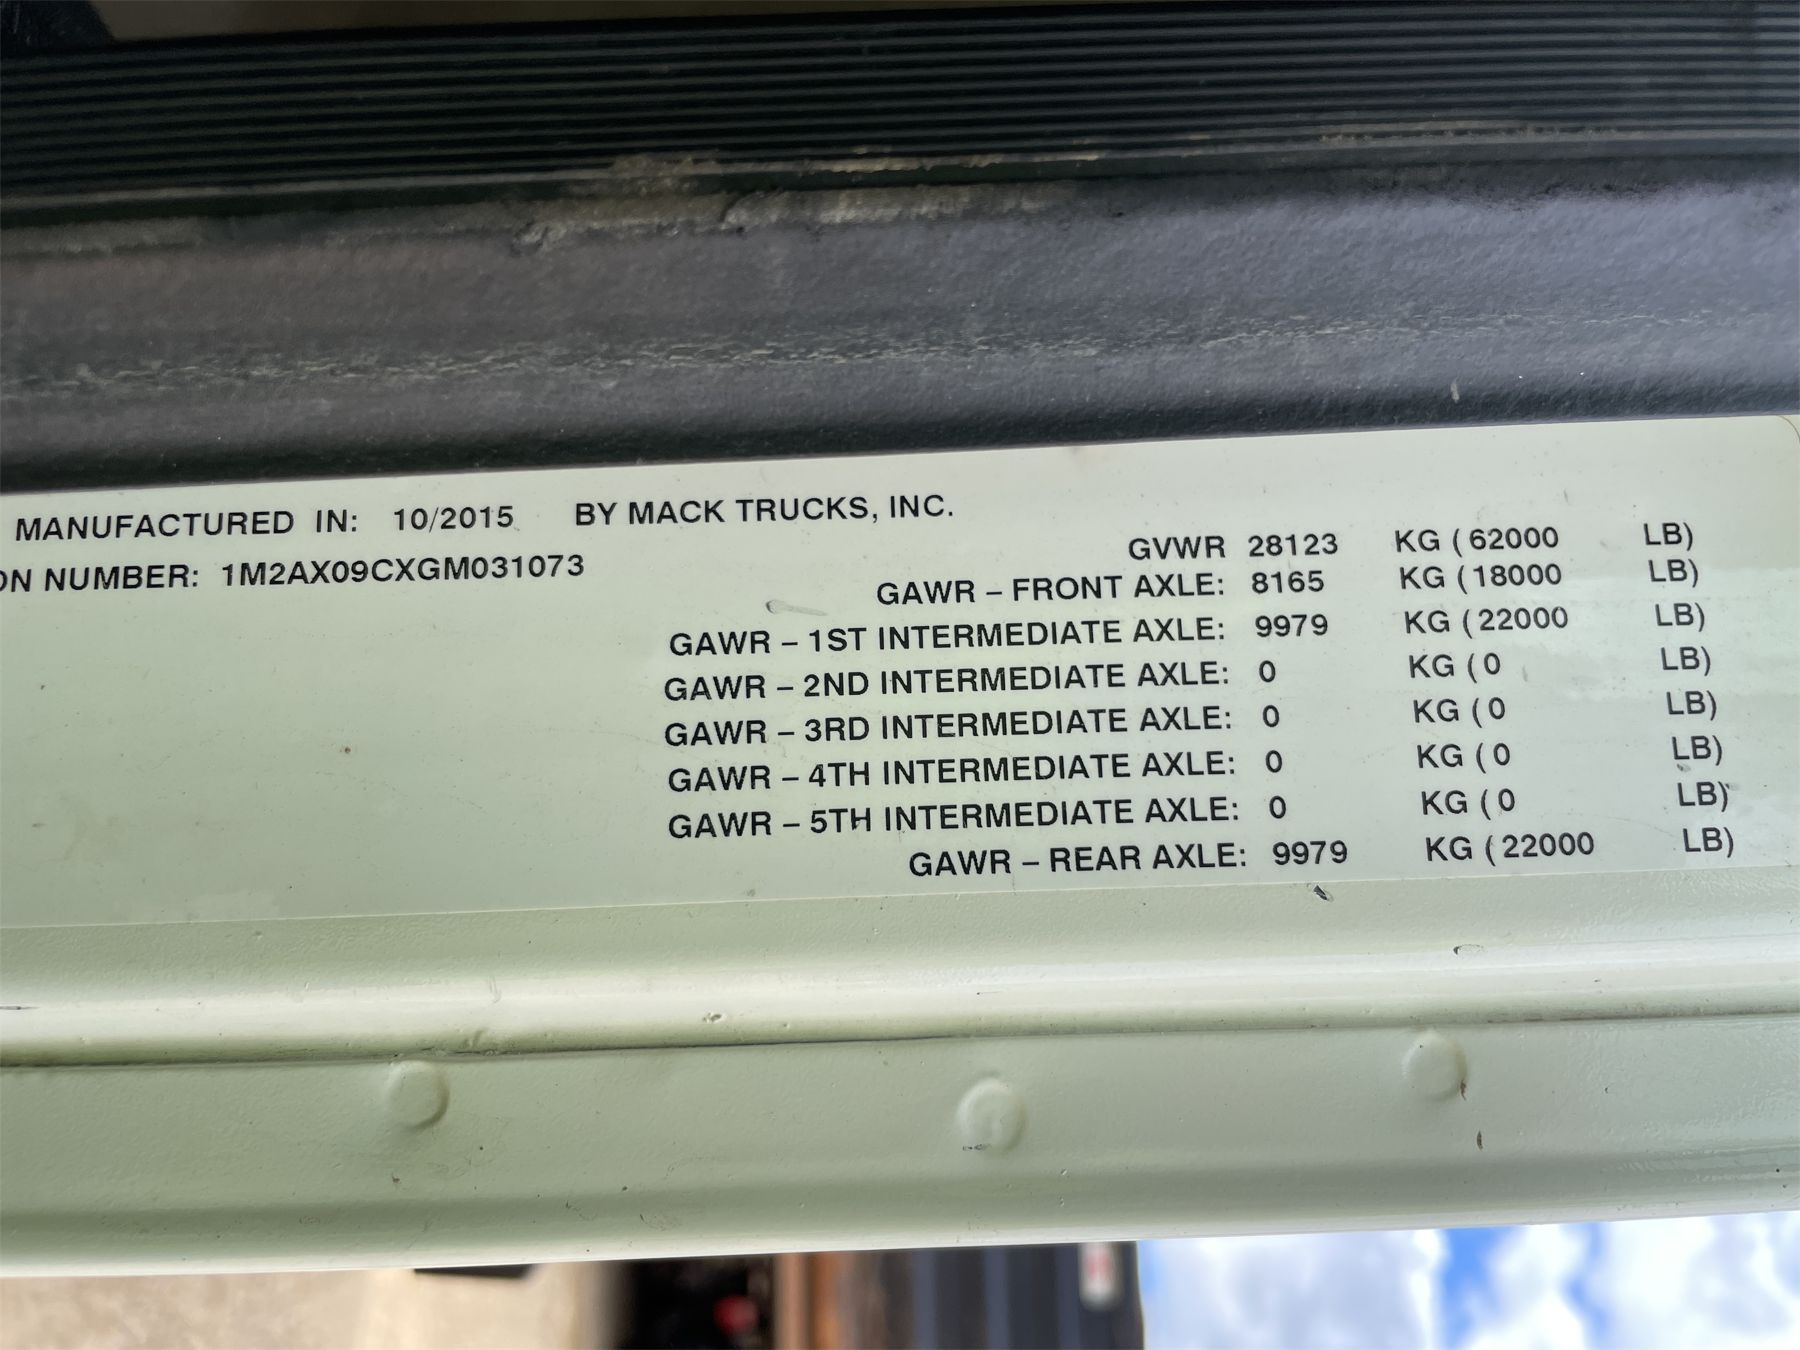 MANUFACTURED IN: 10/2015 BY MACK TRUCKS, INC.
ON NUMBER: 1M2AX09CXGM031073
GVWR 28123 KG (62000 LB)
GAWR – FRONT AXLE: 8165 KG (18000 LB)
GAWR – 1ST INTERMEDIATE AXLE: 9979 KG (22000 LB)
GAWR – 2ND INTERMEDIATE AXLE: 0 KG (0 LB)
GAWR – 3RD INTERMEDIATE AXLE: 0 KG (0 LB)
GAWR – 4TH INTERMEDIATE AXLE: 0 KG (0 LB)
GAWR – 5TH INTERMEDIATE AXLE: 0 KG (0 LB)
GAWR – REAR AXLE: 9979 KG (22000 LB)